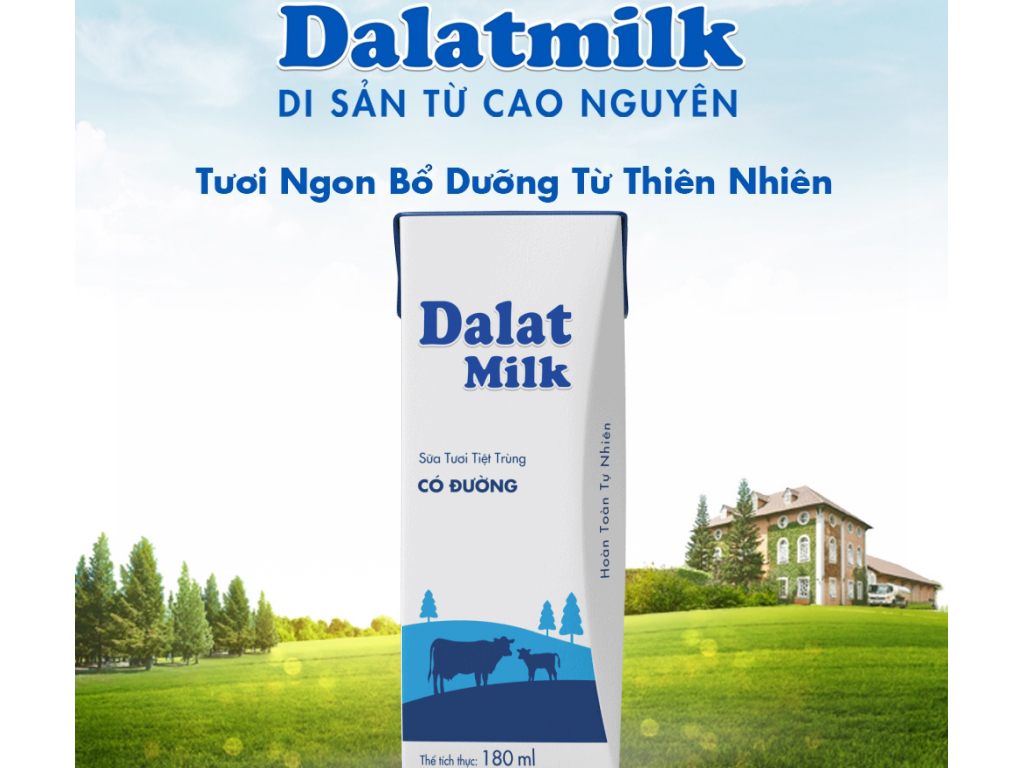 Dalatmilk
DI SẢN TỪ CAO NGUYÊN
Tươi Ngon Bổ Dưỡng Từ Thiên Nhiên
Dalat
Milk
Sữa Tươi Tiệt Trùng
CÓ ĐƯỜNG
Hoàn Toàn Tự Nhiên
Thể tích thực: 180 ml